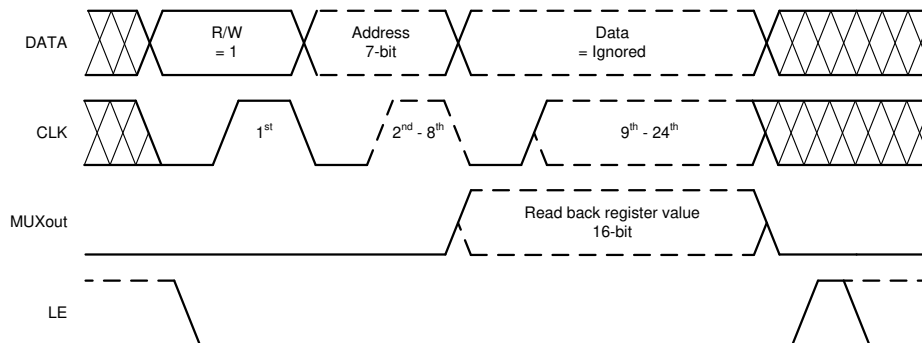 DATA
R/W
= 1
Address
7-bit
Data
= Ignored
CLK
1st
2nd - 8th
9th - 24th
MUXout
Read back register value
16-bit
LE